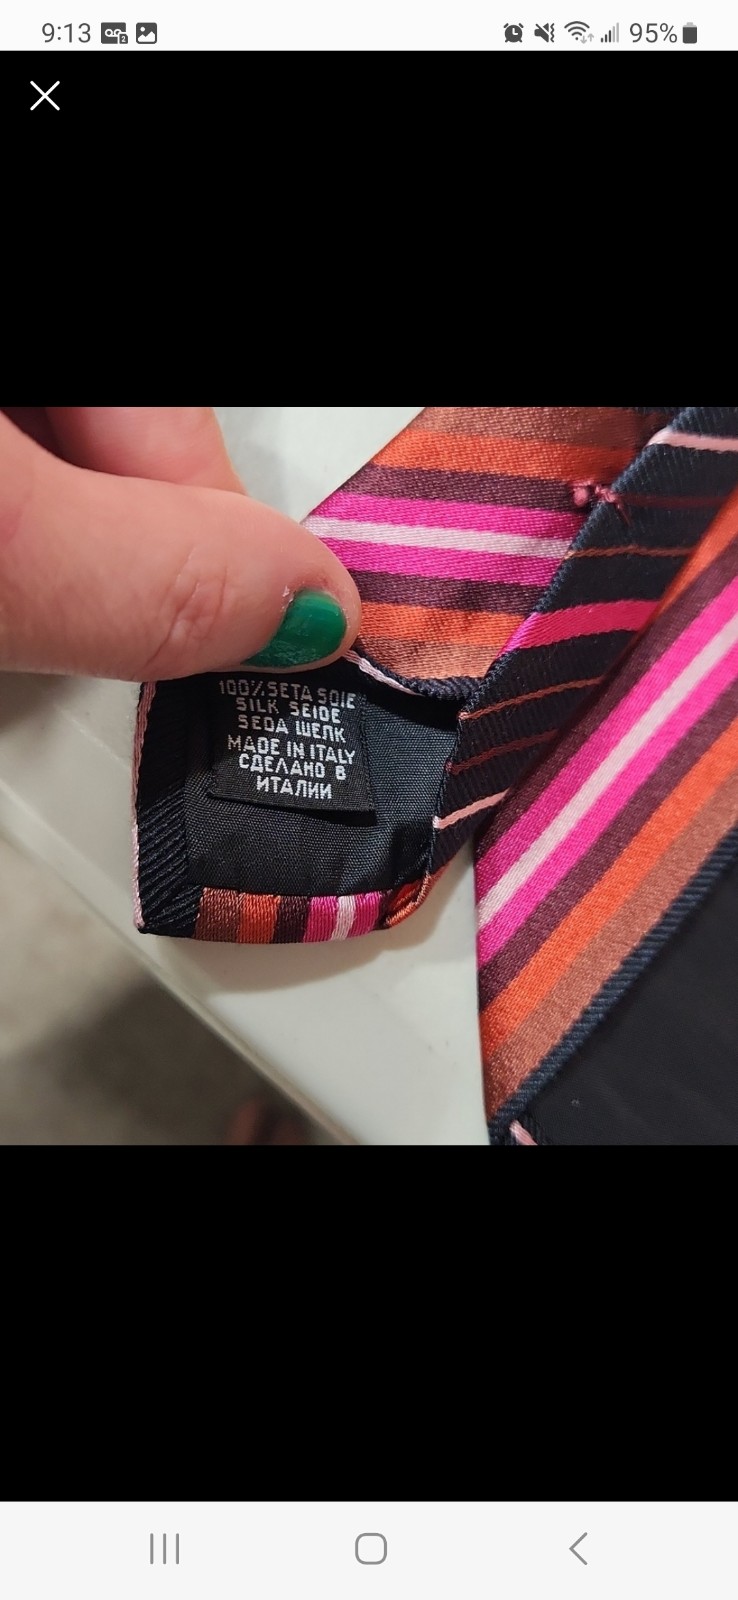 9:13
95%
100%SETA SOIE
SILK SEIDE
SEDA ШЕЛК
MADE IN ITALY
СДЕЛАНО В
ИТАЛИИ